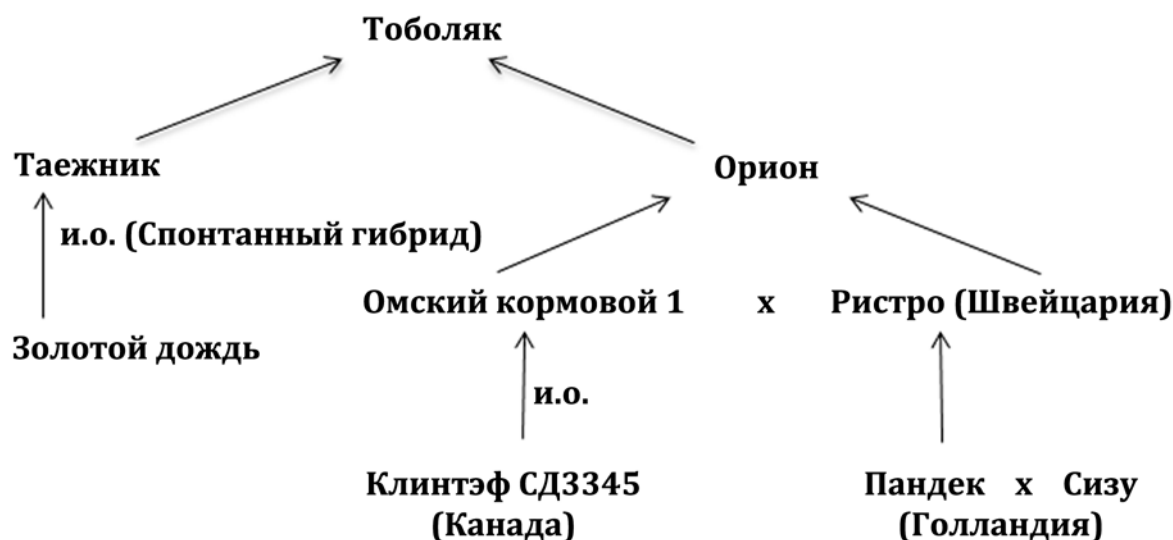 Тоболяк
Таежник
Орион
и.о. (Спонтанный гибрид)
Омский кормовой 1 х Ристро (Швейцария)
Золотой дождь
и.о.
Клинтэф СД3345
(Канада)
Пандек х Сизу
(Голландия)